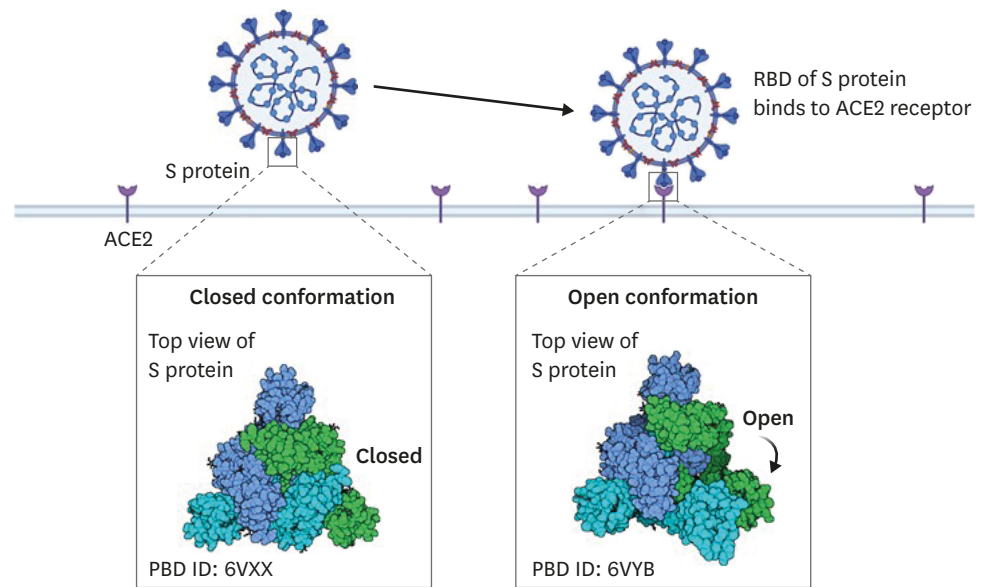 RBD of S protein
binds to ACE2 receptor
S protein
ACE2
Closed conformation
Top view of
S protein
Closed
PBD ID: 6VXX
Open conformation
Top view of
S protein
Open
PBD ID: 6VYB